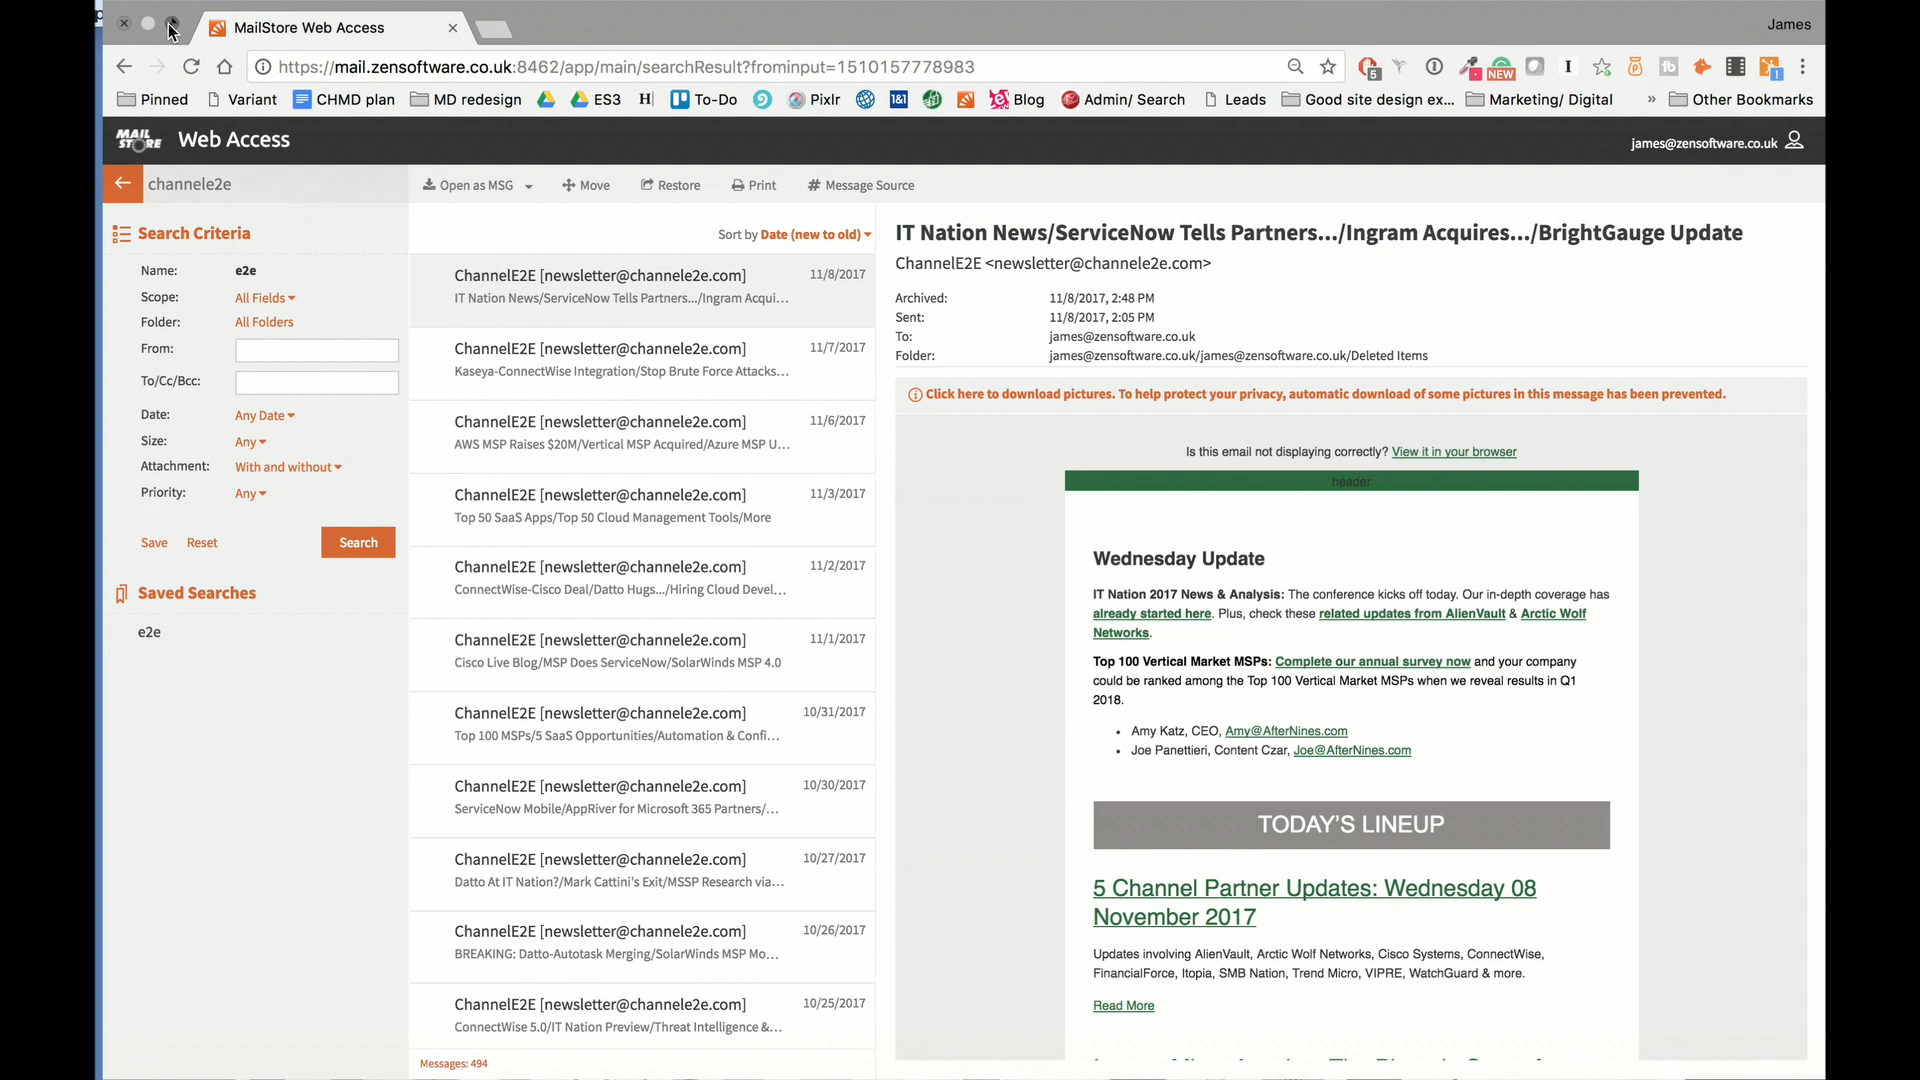 MailStore Web Access
James
https://mail.zensoftware.co.uk:8462/app/main/searchResult?frominput=1510157778983
5
NEW
Pinned
Variant
CHMD plan
MD redesign
ES3
To-Do
Pixlr
1&1
Blog
Admin/ Search
Leads
Good site design ex...
Marketing/ Digital
»
Other Bookmarks
MAIL STORE
Web Access
james@zensoftware.co.uk
channele2e
Open as MSG
Move
Restore
Print
Message Source
Search Criteria
Name: e2e
Scope: All Fields
Folder: All Folders
From:
To/Cc/Bcc:
Date: Any Date
Size: Any
Attachment: With and without
Priority: Any
Save Reset Search
Saved Searches
e2e
Sort by Date (new to old)
ChannelE2E [newsletter@channele2e.com] 11/8/2017
IT Nation News/ServiceNow Tells Partners.../Ingram Acqui...
ChannelE2E [newsletter@channele2e.com] 11/7/2017
Kaseya-ConnectWise Integration/Stop Brute Force Attacks...
ChannelE2E [newsletter@channele2e.com] 11/6/2017
AWS MSP Raises $20M/Vertical MSP Acquired/Azure MSP U...
ChannelE2E [newsletter@channele2e.com] 11/3/2017
Top 50 SaaS Apps/Top 50 Cloud Management Tools/More
ChannelE2E [newsletter@channele2e.com] 11/2/2017
ConnectWise-Cisco Deal/Datto Hugs.../Hiring Cloud Devel...
ChannelE2E [newsletter@channele2e.com] 11/1/2017
Cisco Live Blog/MSP Does ServiceNow/SolarWinds MSP 4.0
ChannelE2E [newsletter@channele2e.com] 10/31/2017
Top 100 MSPs/5 SaaS Opportunities/Automation & Confi...
ChannelE2E [newsletter@channele2e.com] 10/30/2017
ServiceNow Mobile/AppRiver for Microsoft 365 Partners/...
ChannelE2E [newsletter@channele2e.com] 10/27/2017
Datto At IT Nation?/Mark Cattini's Exit/MSSP Research via...
ChannelE2E [newsletter@channele2e.com] 10/26/2017
BREAKING: Datto-Autotask Merging/SolarWinds MSP Mo...
ChannelE2E [newsletter@channele2e.com] 10/25/2017
ConnectWise 5.0/IT Nation Preview/Threat Intelligence &...
Messages: 494
IT Nation News/ServiceNow Tells Partners.../Ingram Acquires.../BrightGauge Update
ChannelE2E <newsletter@channele2e.com>
Archived: 11/8/2017, 2:48 PM
Sent: 11/8/2017, 2:05 PM
To: james@zensoftware.co.uk
Folder: james@zensoftware.co.uk/james@zensoftware.co.uk/Deleted Items
Click here to download pictures. To help protect your privacy, automatic download of some pictures in this message has been prevented.
Is this email not displaying correctly? View it in your browser
header
Wednesday Update
IT Nation 2017 News & Analysis: The conference kicks off today. Our in-depth coverage has
already started here. Plus, check these related updates from AlienVault & Arctic Wolf
Networks.
Top 100 Vertical Market MSPs: Complete our annual survey now and your company
could be ranked among the Top 100 Vertical Market MSPs when we reveal results in Q1
2018.
• Amy Katz, CEO, Amy@AfterNines.com
• Joe Panettieri, Content Czar, Joe@AfterNines.com
TODAY'S LINEUP
5 Channel Partner Updates: Wednesday 08
November 2017
Updates involving AlienVault, Arctic Wolf Networks, Cisco Systems, ConnectWise,
FinancialForce, Itopia, SMB Nation, Trend Micro, VIPRE, WatchGuard & more.
Read More